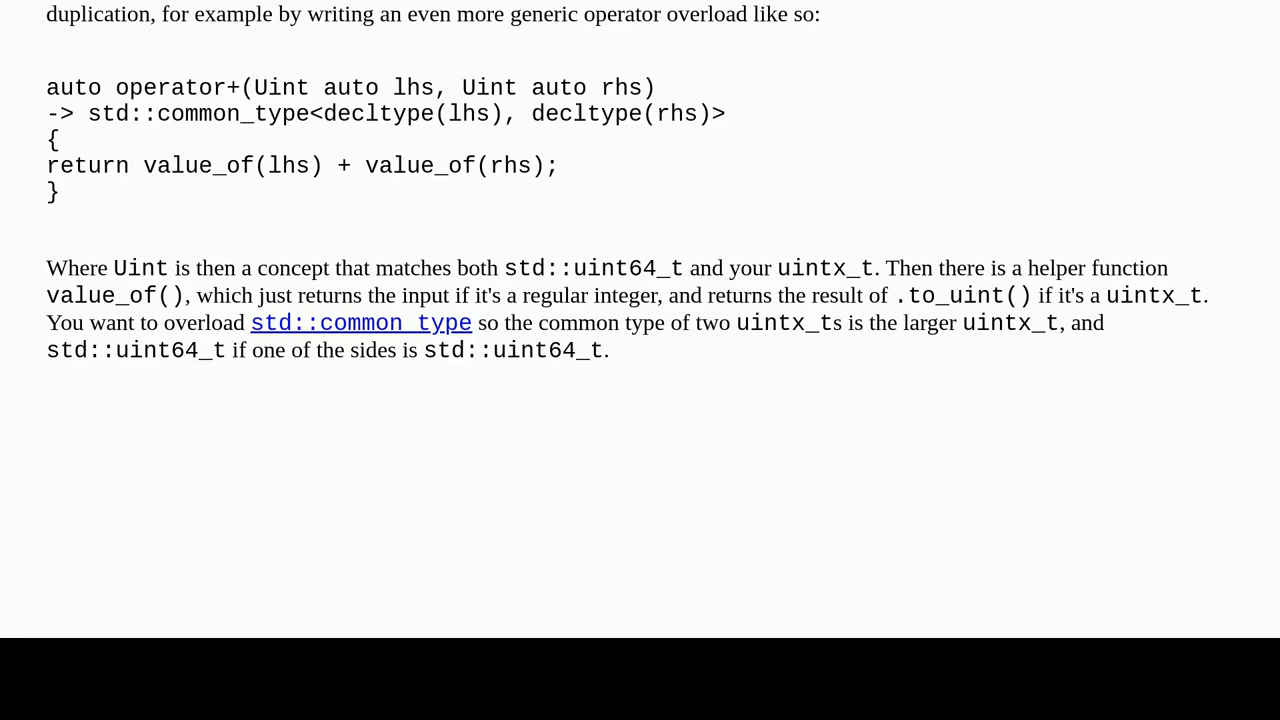 duplication, for example by writing an even more generic operator overload like so:
auto operator+(Uint auto lhs, Uint auto rhs)
-> std::common_type<decltype(lhs), decltype(rhs)>
{
return value_of(lhs) + value_of(rhs);
}
Where Uint is then a concept that matches both std::uint64_t and your uintx_t. Then there is a helper function
value_of(), which just returns the input if it's a regular integer, and returns the result of .to_uint() if it's a uintx_t.
You want to overload std::common_type so the common type of two uintx_ts is the larger uintx_t, and
std::uint64_t if one of the sides is std::uint64_t.